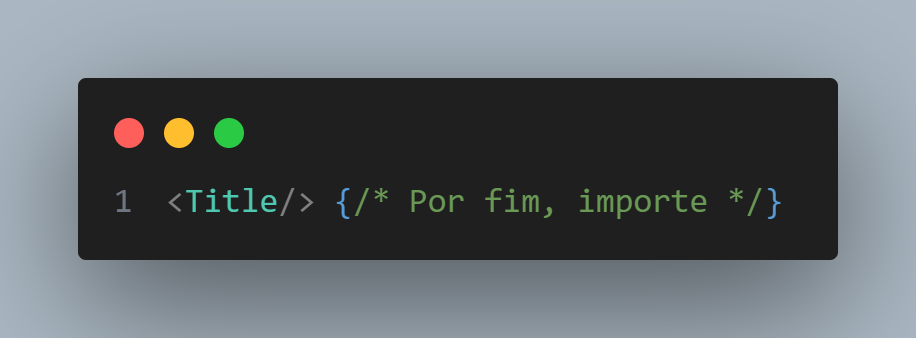 1 <Title/> {/* Por fim, importe */}